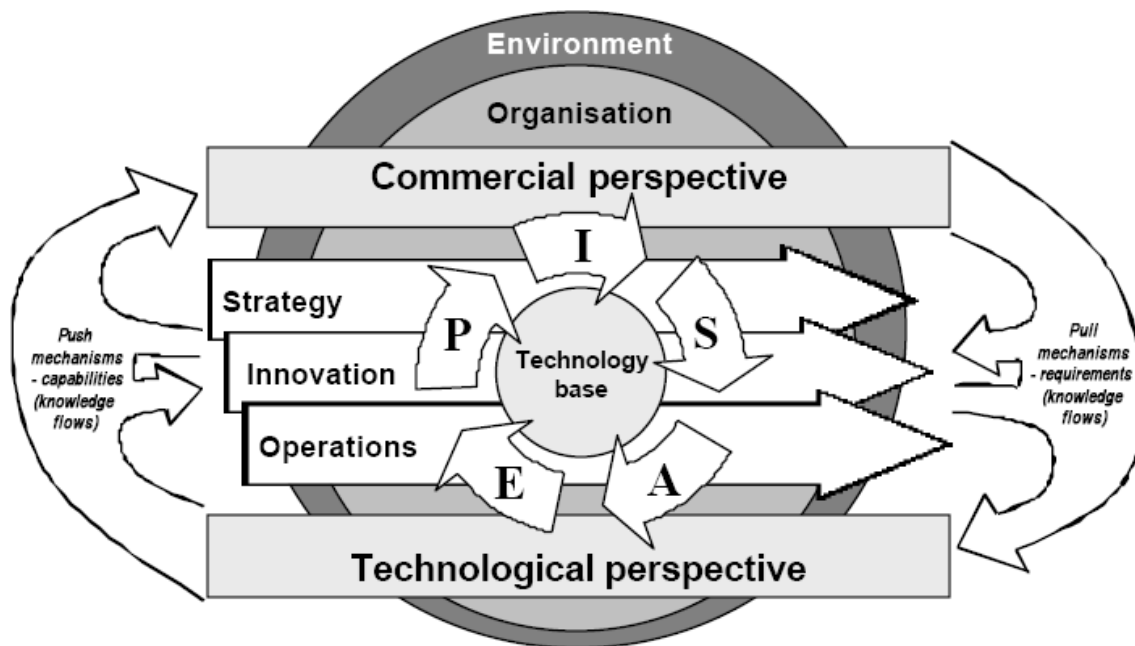 Environment
Organisation
Commercial perspective
I
Strategy
P
S
Push
mechanisms
- capabilities
(knowledge
flows)
Innovation
Technology
base
Pull
mechanisms
- requirements
(knowledge
flows)
Operations
E
A
Technological perspective